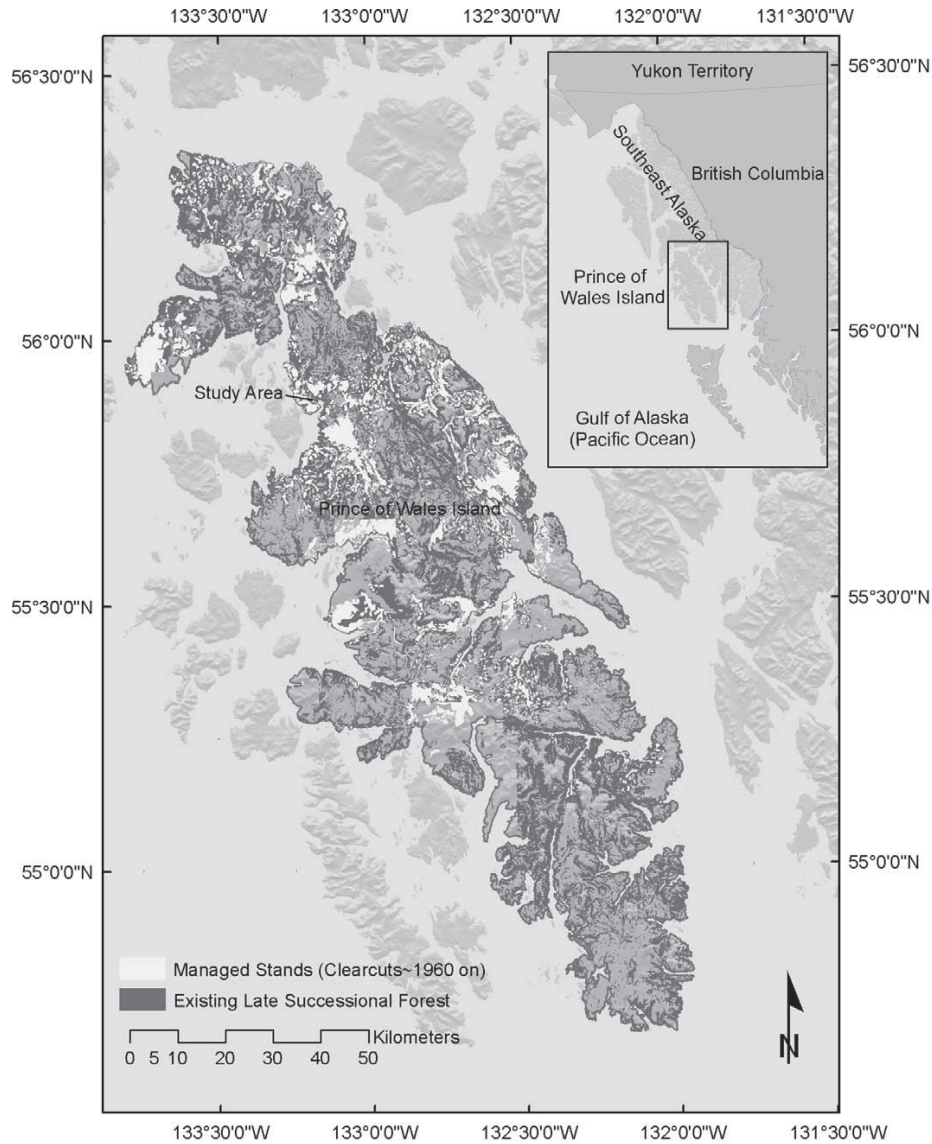 133°30'0"W 133°0'0"W 132°30'0"W 132°0'0"W 131°30'0"W
56°30'0"N
56°30'0"N
Yukon Territory
Southeast Alaska
British Columbia
Prince of
Wales Island
Gulf of Alaska
(Pacific Ocean)
56°0'0"N
56°0'0"N
Study Area
Prince of Wales Island
55°30'0"N
55°30'0"N
55°0'0"N
55°0'0"N
Managed Stands (Clearcuts~1960 on)
Existing Late Successional Forest
Kilometers
0 5 10 20 30 40 50
N
133°30'0"W 133°0'0"W 132°30'0"W 132°0'0"W 131°30'0"W